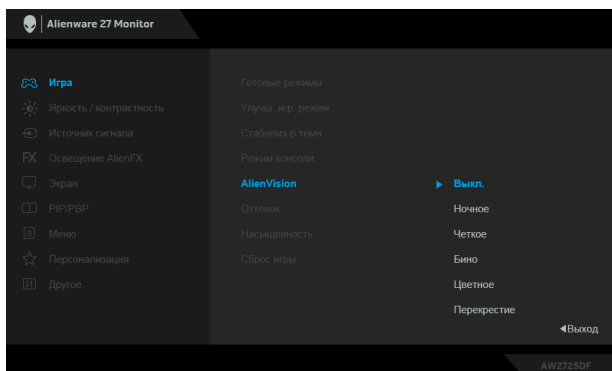 Alienware 27 Monitor
Игра
Яркость / контрастность
Источник сигнала
Освещение AlienFX
Экран
PIP/PBP
Меню
Персонализация
Другое
Готовые режимы
Улучш. игр. режим
Стабилиз-р темн.
Режим консоли
AlienVision
Оттенок
Насыщенность
Сброс игры
Выкл.
Ночное
Четкое
Бино
Цветное
Перекрестие
Выход
AW2725DF